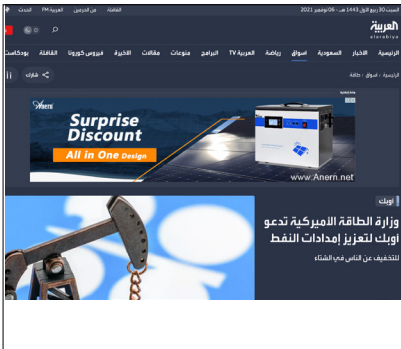 السبت 30 ربيع الأول 1443 هـ - 06 نوفمبر 2021
القافلة
من الحرمين
العربية FM
الحدث
العربية
alarabiya
الرئيسية الأخبار السعودية أسواق رياضة العربية TV البرامج منوعات مقالات الأخيرة فيروس كورونا القافلة بودكاست
الرئيسية / أسواق / طاقة
شارك
Anern
Surprise
Discount
All in One Design
www.Anern.net
أوبك
وزارة الطاقة الأميركية تدعو
أوبك لتعزيز إمدادات النفط
للتخفيف عن الناس في الشتاء